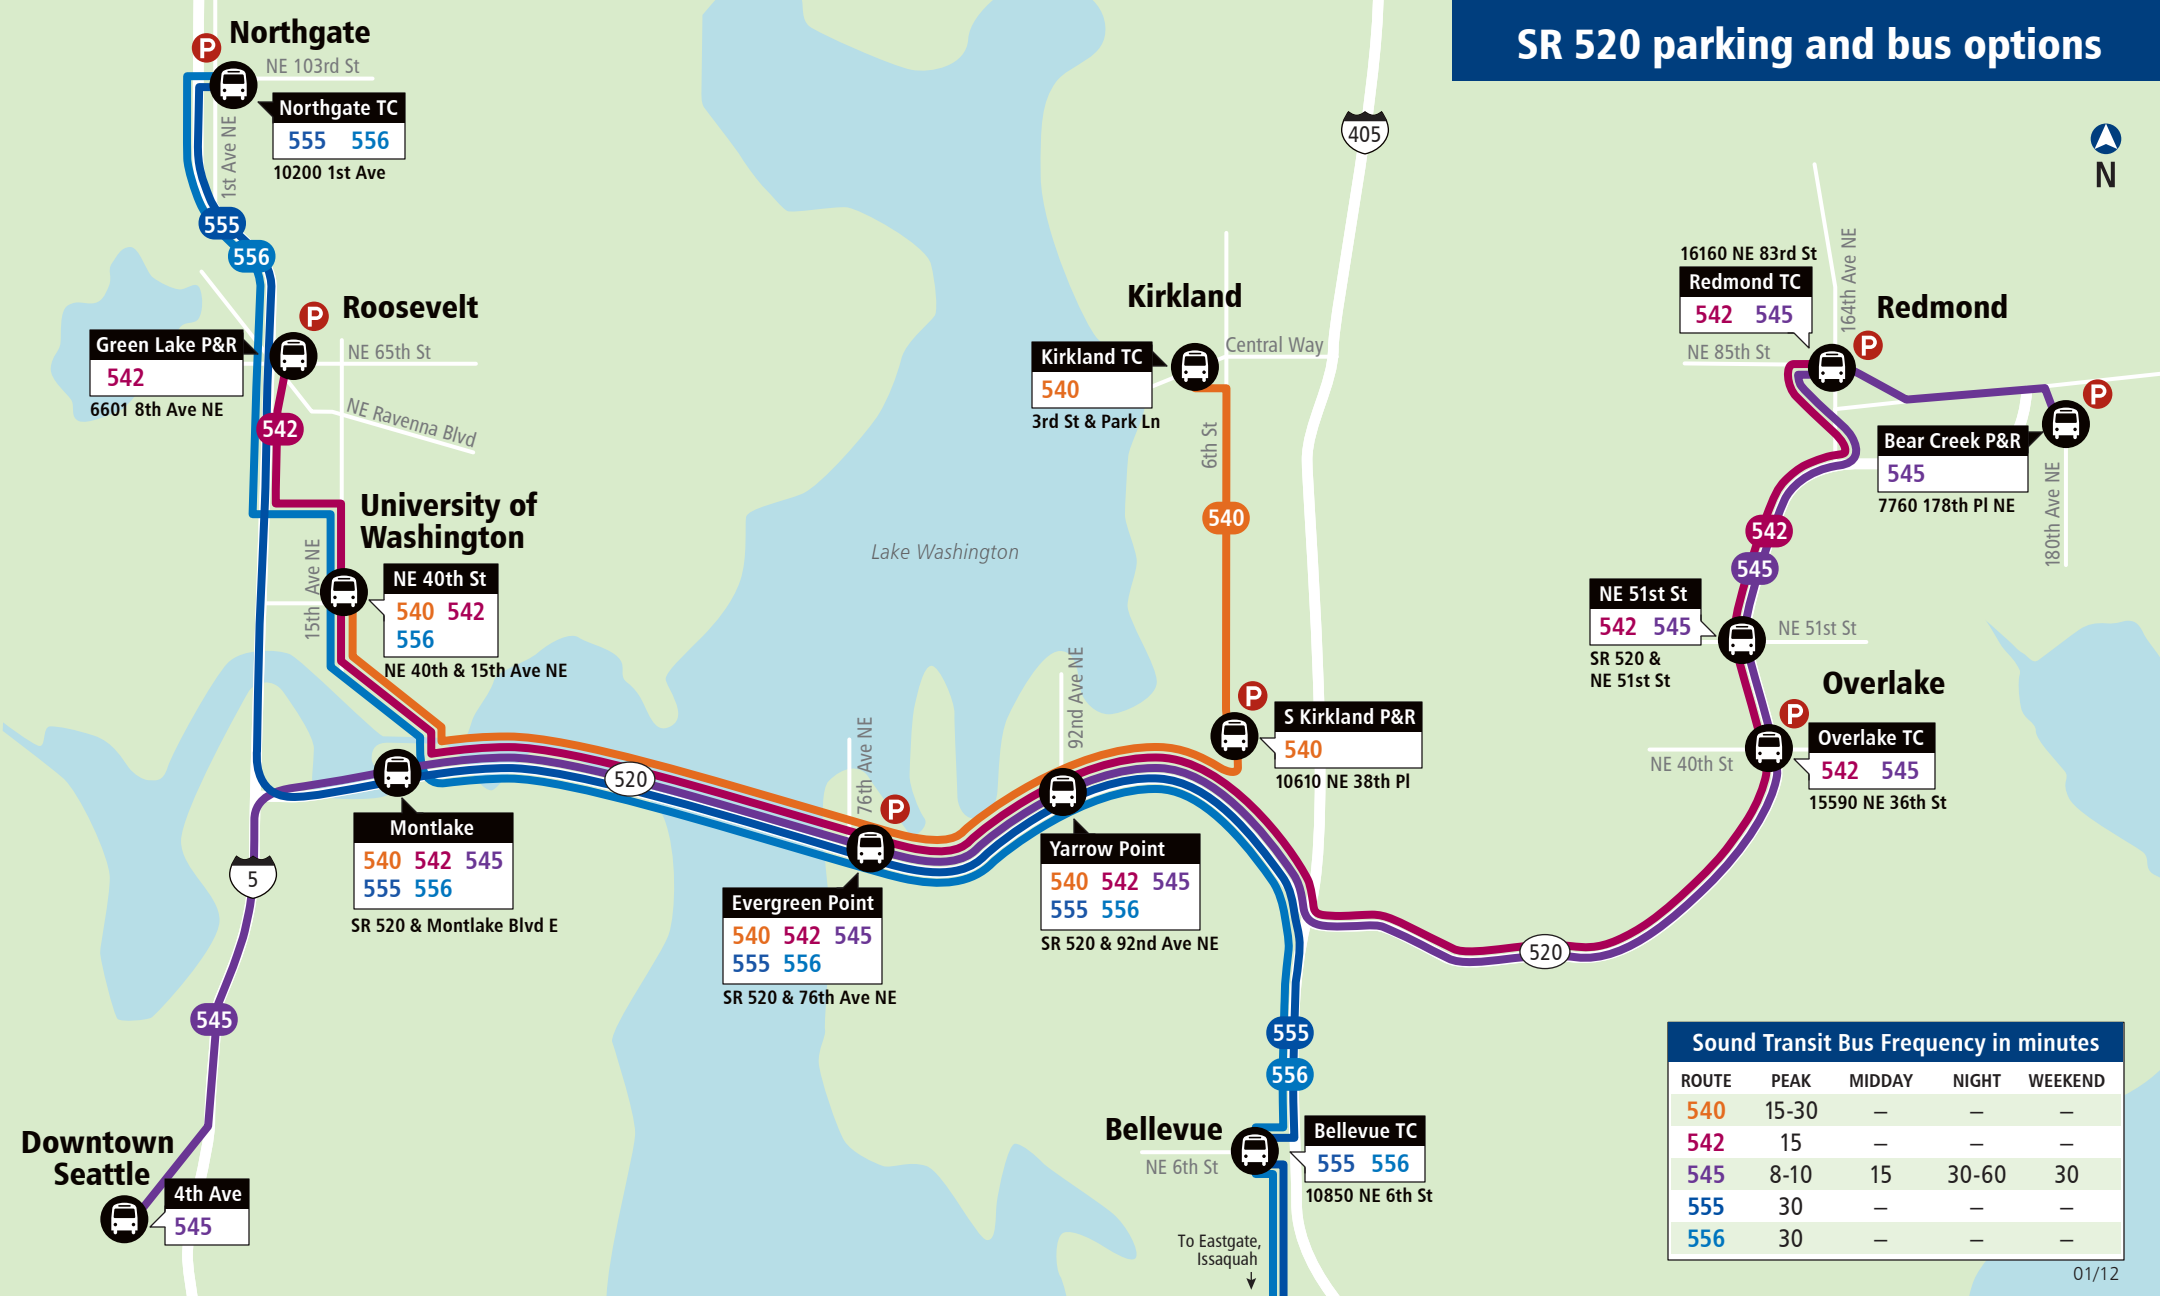 SR 520 parking and bus options
N
Northgate
P
NE 103rd St
Northgate TC
555 556
10200 1st Ave
1st Ave NE
555
556
Roosevelt
P
Green Lake P&R
542
6601 8th Ave NE
NE 65th St
NE Ravenna Blvd
542
University of
Washington
15th Ave NE
NE 40th St
540 542
556
NE 40th & 15th Ave NE
Montlake
540 542 545
555 556
SR 520 & Montlake Blvd E
5
545
Downtown
Seattle
4th Ave
545
520
Lake Washington
76th Ave NE
P
Evergreen Point
540 542 545
555 556
SR 520 & 76th Ave NE
92nd Ave NE
Yarrow Point
540 542 545
555 556
SR 520 & 92nd Ave NE
405
Kirkland
Central Way
Kirkland TC
540
3rd St & Park Ln
6th St
540
P
S Kirkland P&R
540
10610 NE 38th Pl
555
556
Bellevue
NE 6th St
Bellevue TC
555 556
10850 NE 6th St
To Eastgate,
Issaquah
16160 NE 83rd St
Redmond TC
542 545
164th Ave NE
Redmond
NE 85th St
P
P
Bear Creek P&R
545
7760 178th Pl NE
180th Ave NE
542
545
NE 51st St
542 545
SR 520 &
NE 51st St
NE 51st St
Overlake
P
Overlake TC
542 545
15590 NE 36th St
NE 40th St
520
Sound Transit Bus Frequency in minutes
ROUTE PEAK MIDDAY NIGHT WEEKEND
540 15-30 – – –
542 15 – – –
545 8-10 15 30-60 30
555 30 – – –
556 30 – – –
01/12